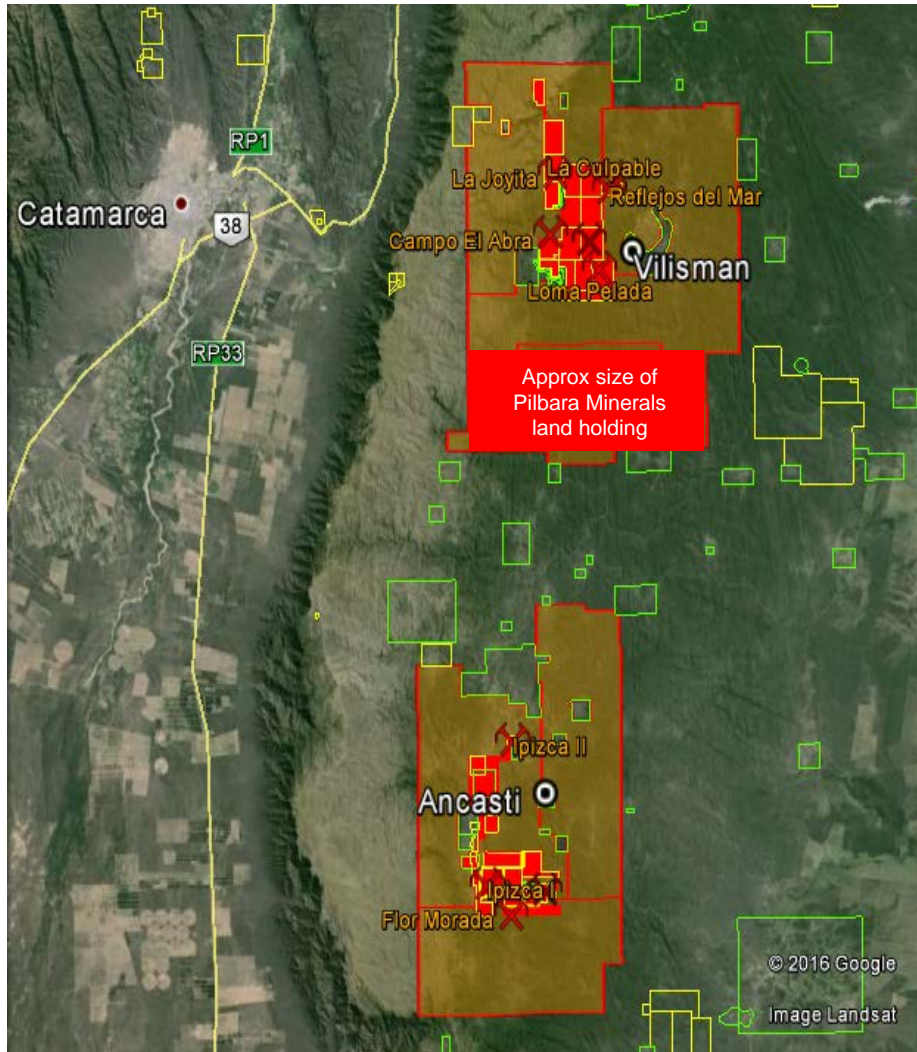 RP1
La Culpable
La Joyita
Reflejos del Mar
Catamarca
38
Campo El Abra
Vilisman
Loma Pelada
RP33
Approx size of
Pilbara Minerals
land holding
Ipizca II
Ancasti
Ipizca I
Flor Morada
© 2016 Google
Image Landsat